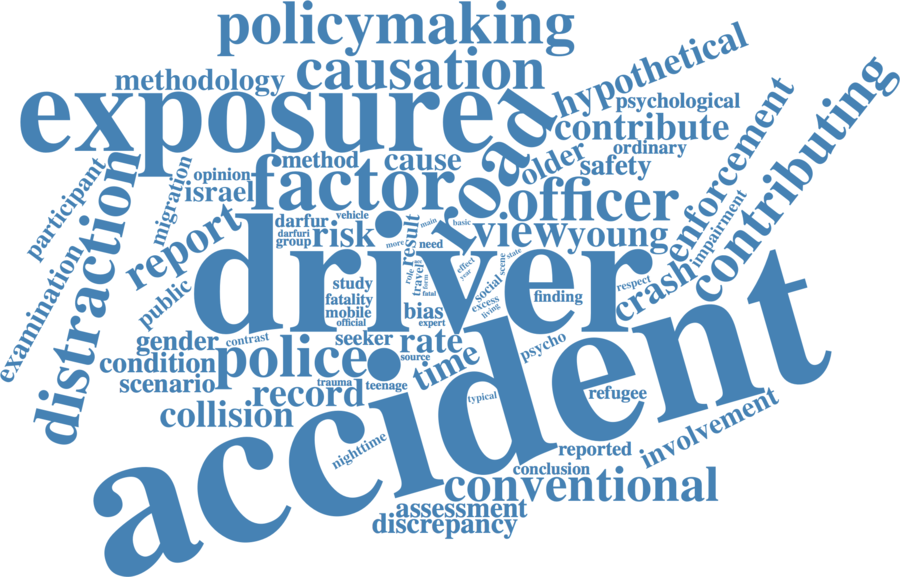 policymaking
methodology
causation
hypothetical
exposure
psychological
contribute
contributing
ordinary
enforcement
road
method
cause
older
safety
opinion
israel
factor
participant
migration
officer
impairment
darfur
vehicle
darfuri
group
risk
result
main
basic
more
need
view
young
report
distraction
driver
examination
public
study
fatality
mobile
official
role
travel
form
fatal
effect
year
social
scene
state
excess
living
finding
respect
crash
bias
expert
gender
contrast
seeker
rate
condition
police
source
time
psycho
scenario
record
trauma
teenage
typical
refugee
accident
collision
nighttime
reported
involvement
conclusion
conventional
assessment
discrepancy